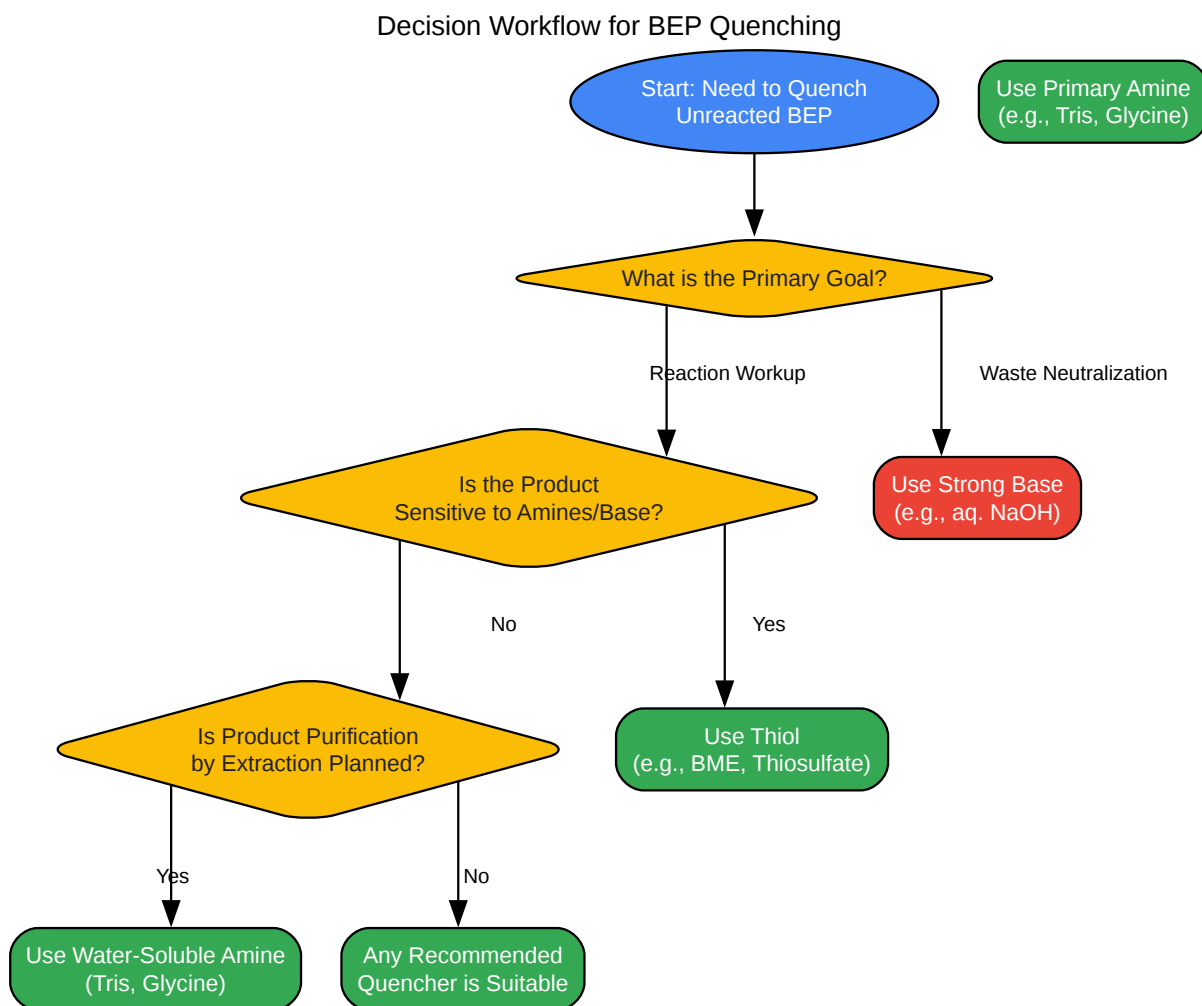 Decision Workflow for BEP Quenching
Start: Need to Quench
Unreacted BEP
Use Primary Amine
(e.g., Tris, Glycine)
What is the Primary Goal?
Reaction Workup
Waste Neutralization
Is the Product
Sensitive to Amines/Base?
Use Strong Base
(e.g., aq. NaOH)
No
Yes
Is Product Purification
by Extraction Planned?
Use Thiol
(e.g., BME, Thiosulfate)
Yes
No
Use Water-Soluble Amine
(Tris, Glycine)
Any Recommended
Quencher is Suitable